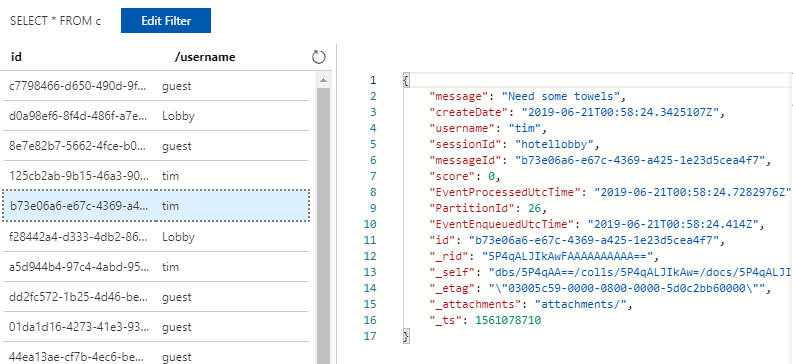 SELECT * FROM c
Edit Filter
id /username
c7798466-d650-490d-9f... guest
d0a98ef6-8f4d-486f-a7e... Lobby
8e7e82b7-5662-4fce-b0... guest
125cb2ab-9b15-46a3-90... tim
b73e06a6-e67c-4369-a4... tim
f28442a4-d333-4db2-86... Lobby
a5d944b4-97c4-4abd-95... tim
dd2fc572-1b25-4d46-be... guest
01da1d16-4273-41e3-93... guest
44ea13ae-cf7b-4ec6-be... guest
1 {
2 "message": "Need some towels",
3 "createDate": "2019-06-21T00:58:24.3425107Z",
4 "username": "tim",
5 "sessionId": "hotellobby",
6 "messageId": "b73e06a6-e67c-4369-a425-1e23d5cea4f7",
7 "score": 0,
8 "EventProcessedUtcTime": "2019-06-21T00:58:24.7282976Z"
9 "PartitionId": 26,
10 "EventEnqueuedUtcTime": "2019-06-21T00:58:24.414Z",
11 "id": "b73e06a6-e67c-4369-a425-1e23d5cea4f7",
12 "_rid": "5P4qALJIkAwFAAAAAAAAAA==",
13 "_self": "dbs/5P4qAA==/colls/5P4qALJIkAw=/docs/5P4qALJI
14 "_etag": "\"03005c59-0000-0800-0000-5d0c2bb60000\"",
15 "_attachments": "attachments/",
16 "_ts": 1561078710
17 }